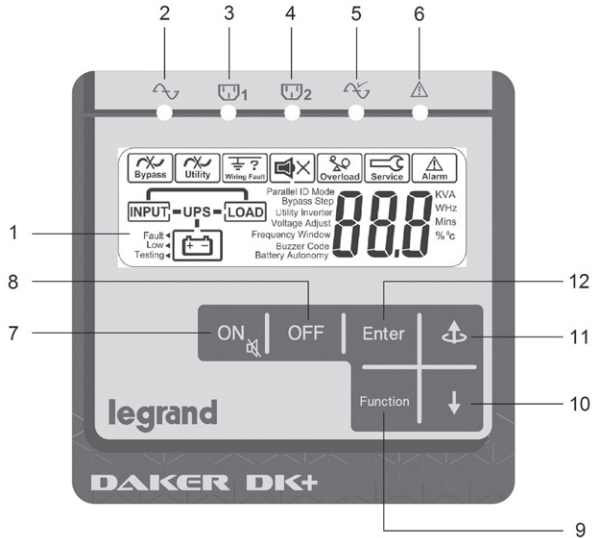 2 3 4 5 6
1 2
Bypass Utility Wiring Fault Overload Service Alarm
Parallel ID Mode
Bypass Step
Utility Inverter
Voltage Adjust
Frequency Window
Buzzer Code
Battery Autonomy
INPUT UPS LOAD
Fault
Low
Testing
88.8
KVA
WHz
Mins
%°C
1
8
7
12
11
10
9
ON OFF Enter
Function
legrand
DAKER DK+